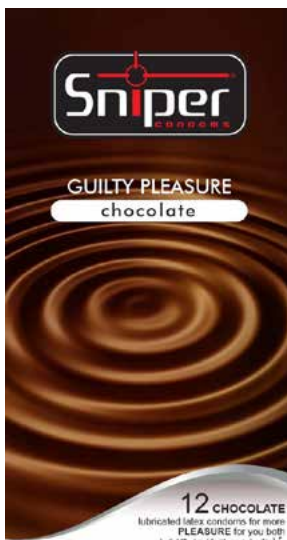 Sniper
CONDOMS
GUILTY PLEASURE
chocolate
12 CHOCOLATE
lubricated latex condoms for more
PLEASURE for you both